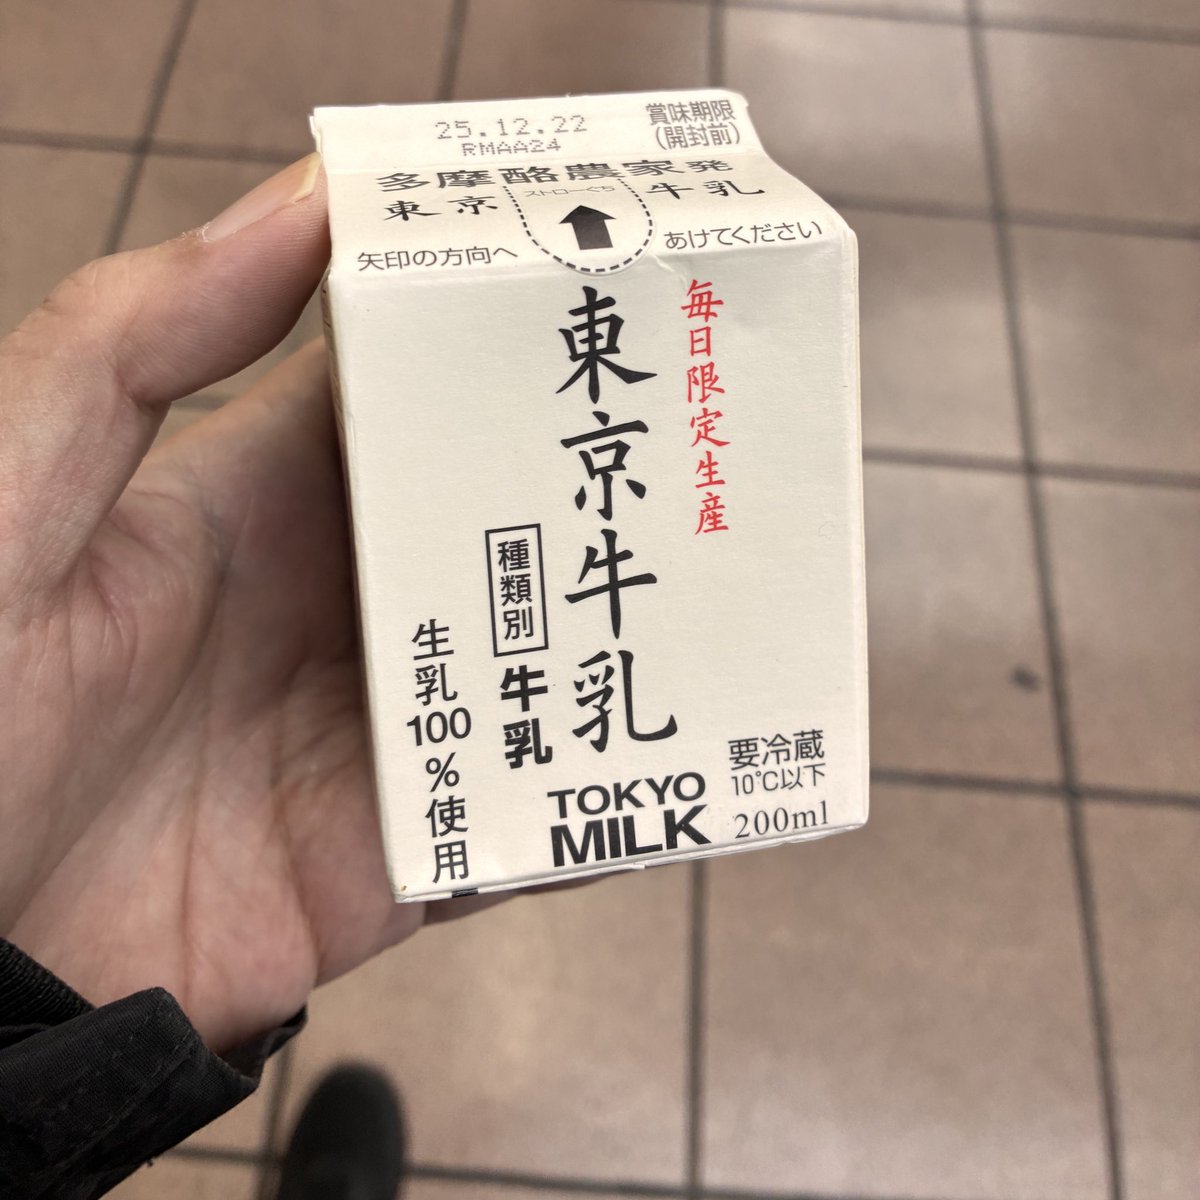 25.12.22
RMAA24
賞味期限
(開封前)
多摩酪農家発
東京 牛乳
ストローぐち
矢印の方向へ
あけてください
毎日限定生産
東京牛乳
種類別
牛乳
生乳100%使用
TOKYO
MILK
要冷蔵
10℃以下
200ml